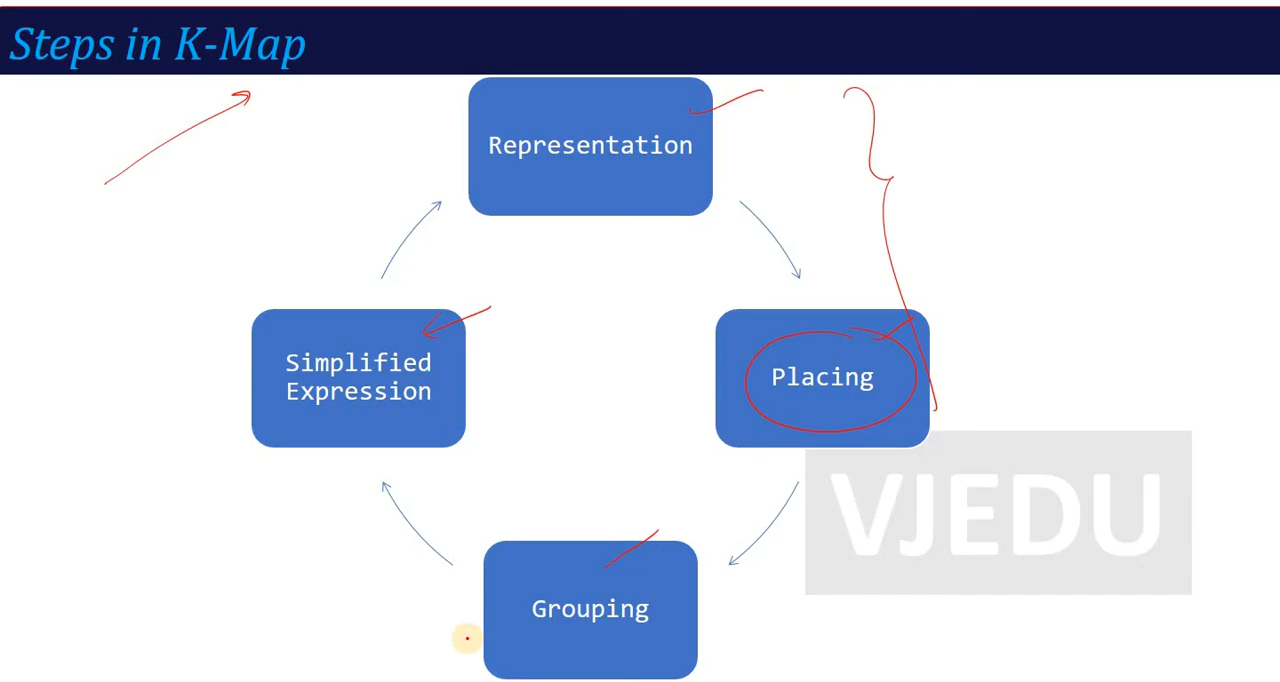 Steps in K-Map
Representation
Simplified
Expression
Placing
VJEDU
Grouping